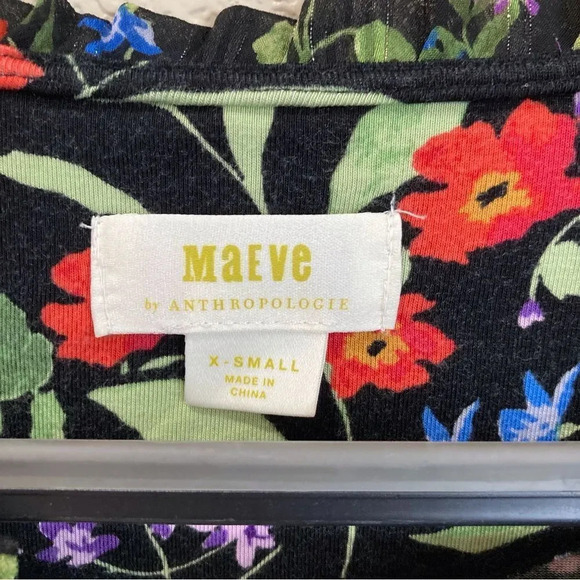 MaEve
by ANTHROPOLOGIE
X-SMALL
MADE IN
CHINA